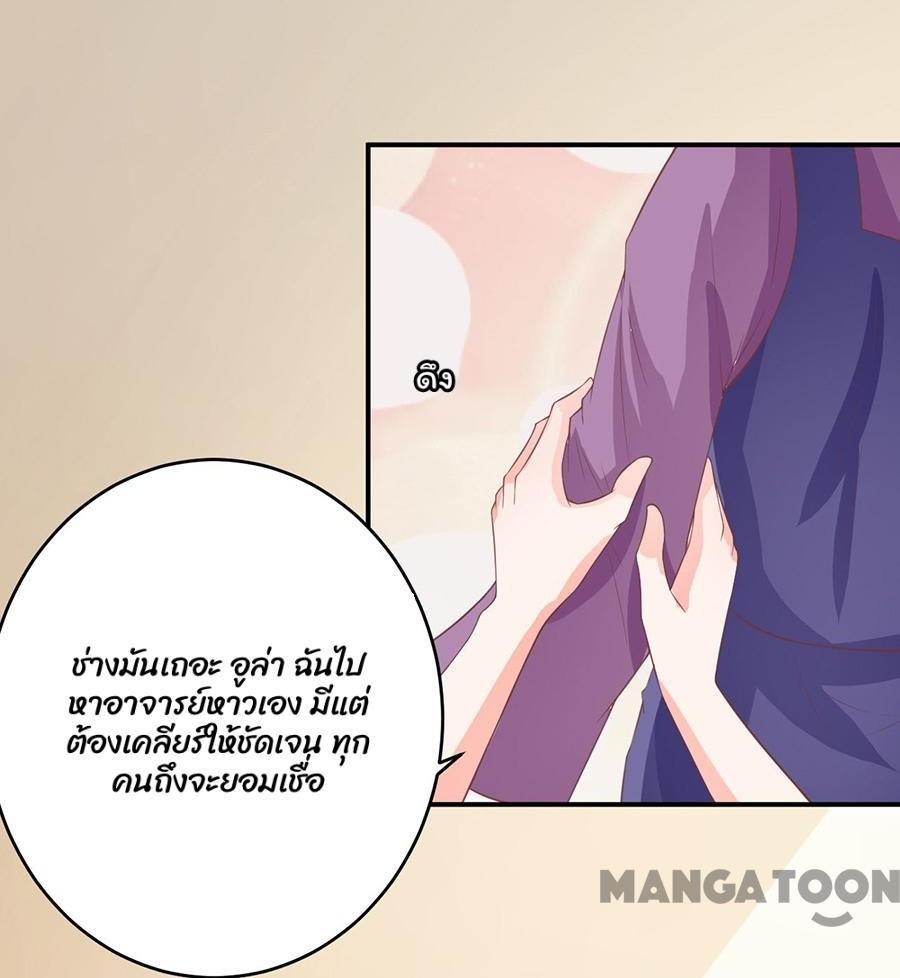 ดึง
ช่างมันเถอะ อูล่า ฉันไป
หาอาจารย์หาวเอง มีแต่
ต้องเคลียร์ให้ชัดเจน ทุก
คนถึงจะยอมเชื่อ
MANGATOON